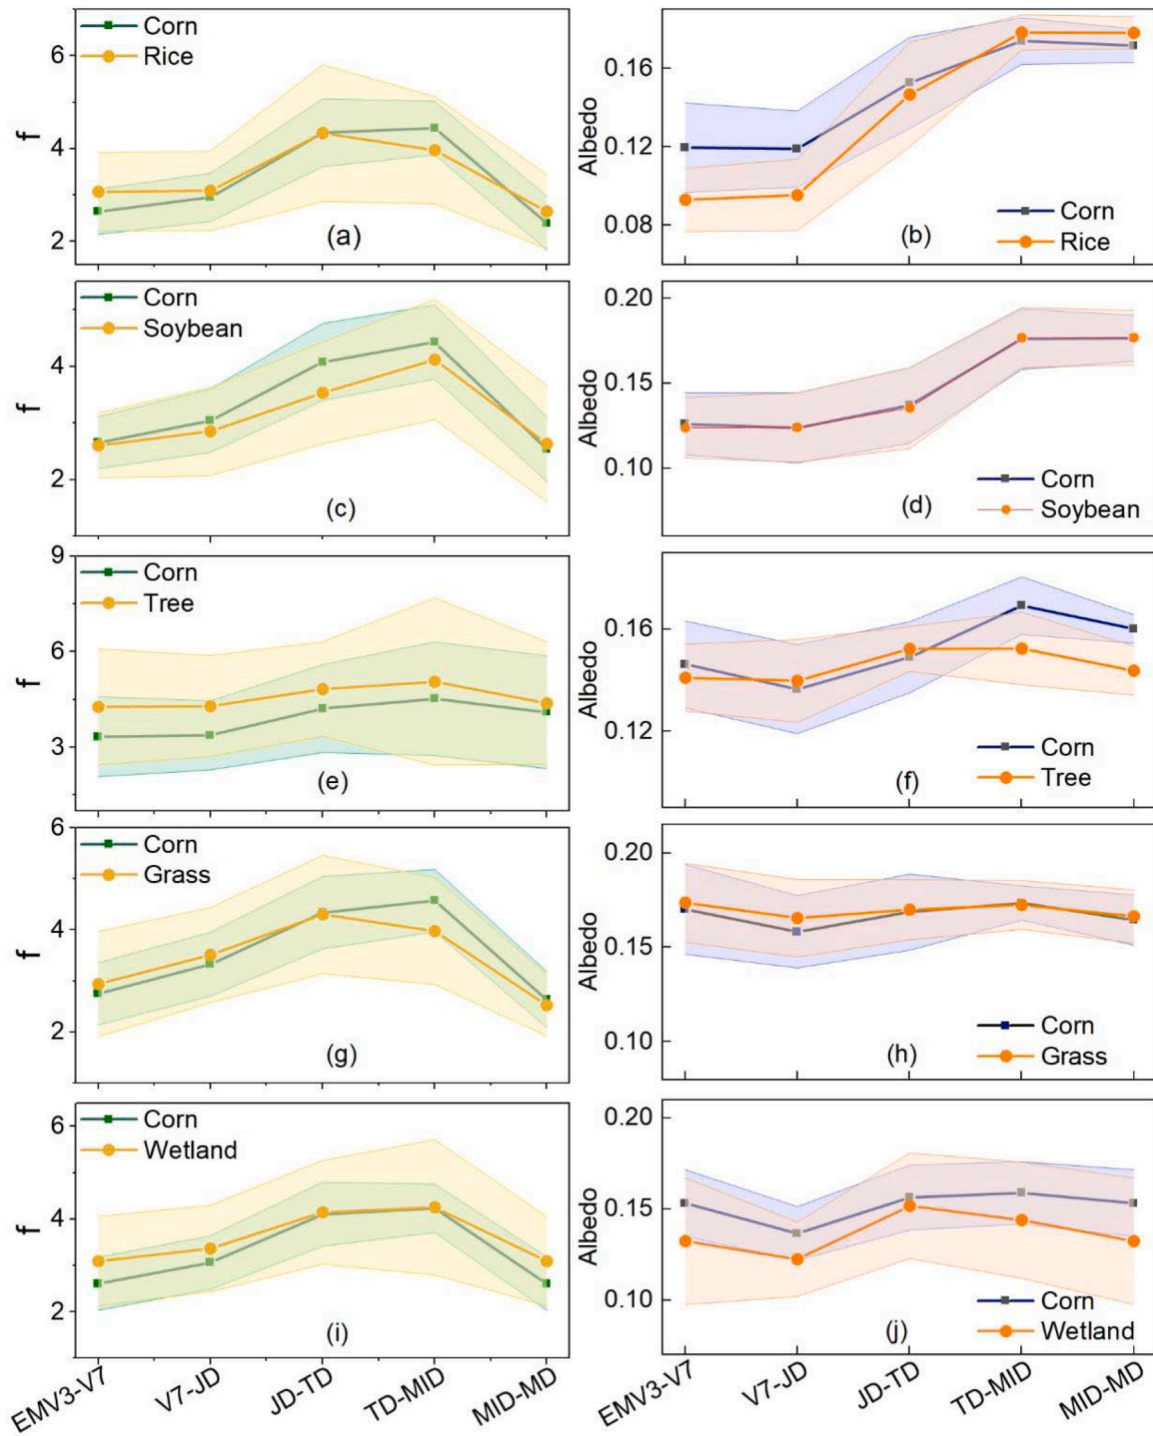 Corn
Rice
6
4
2
f
(a)
0.16
0.12
0.08
Albedo
Corn
Rice
(b)
Corn
Soybean
4
2
f
(c)
0.20
0.15
0.10
Albedo
Corn
Soybean
(d)
9
6
3
f
Corn
Tree
(e)
0.16
0.12
Albedo
Corn
Tree
(f)
6
4
2
f
Corn
Grass
(g)
0.20
0.15
0.10
Albedo
Corn
Grass
(h)
6
4
2
f
Corn
Wetland
(i)
0.20
0.15
0.10
Albedo
Corn
Wetland
(j)
EMV3-V7
V7-JD
JD-TD
TD-MID
MID-MD
EMV3-V7
V7-JD
JD-TD
TD-MID
MID-MD